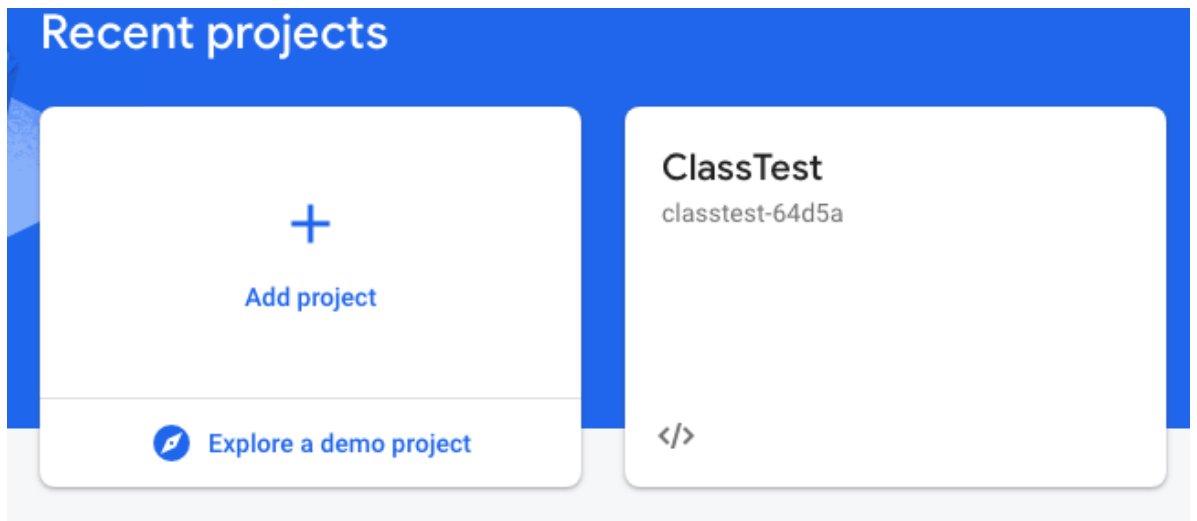 Recent projects
Add project
Explore a demo project
ClassTest
classtest-64d5a